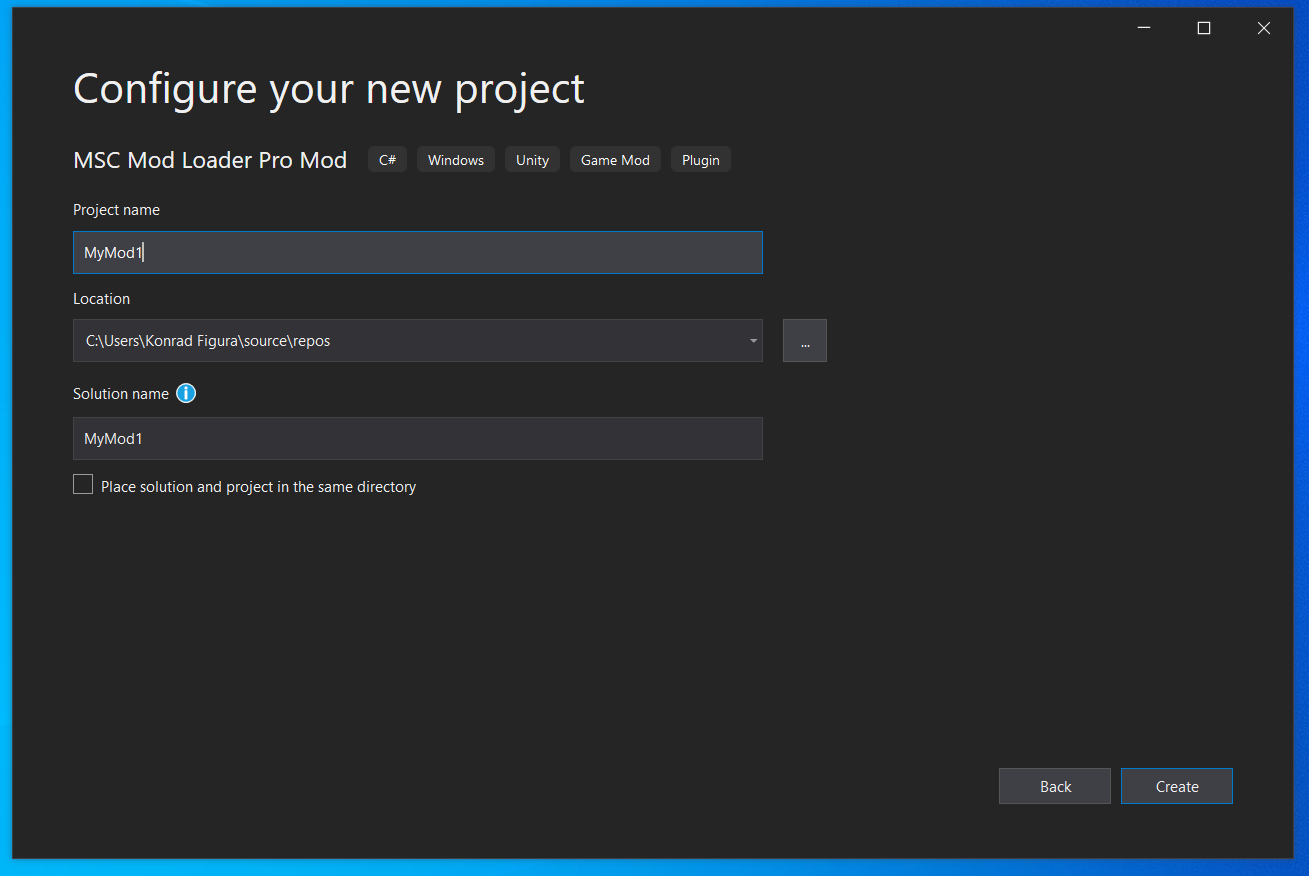 Configure your new project
MSC Mod Loader Pro Mod C# Windows Unity Game Mod Plugin
Project name
MyMod1
Location
C:\Users\Konrad Figura\source\repos
...
Solution name
MyMod1
Place solution and project in the same directory
Back Create